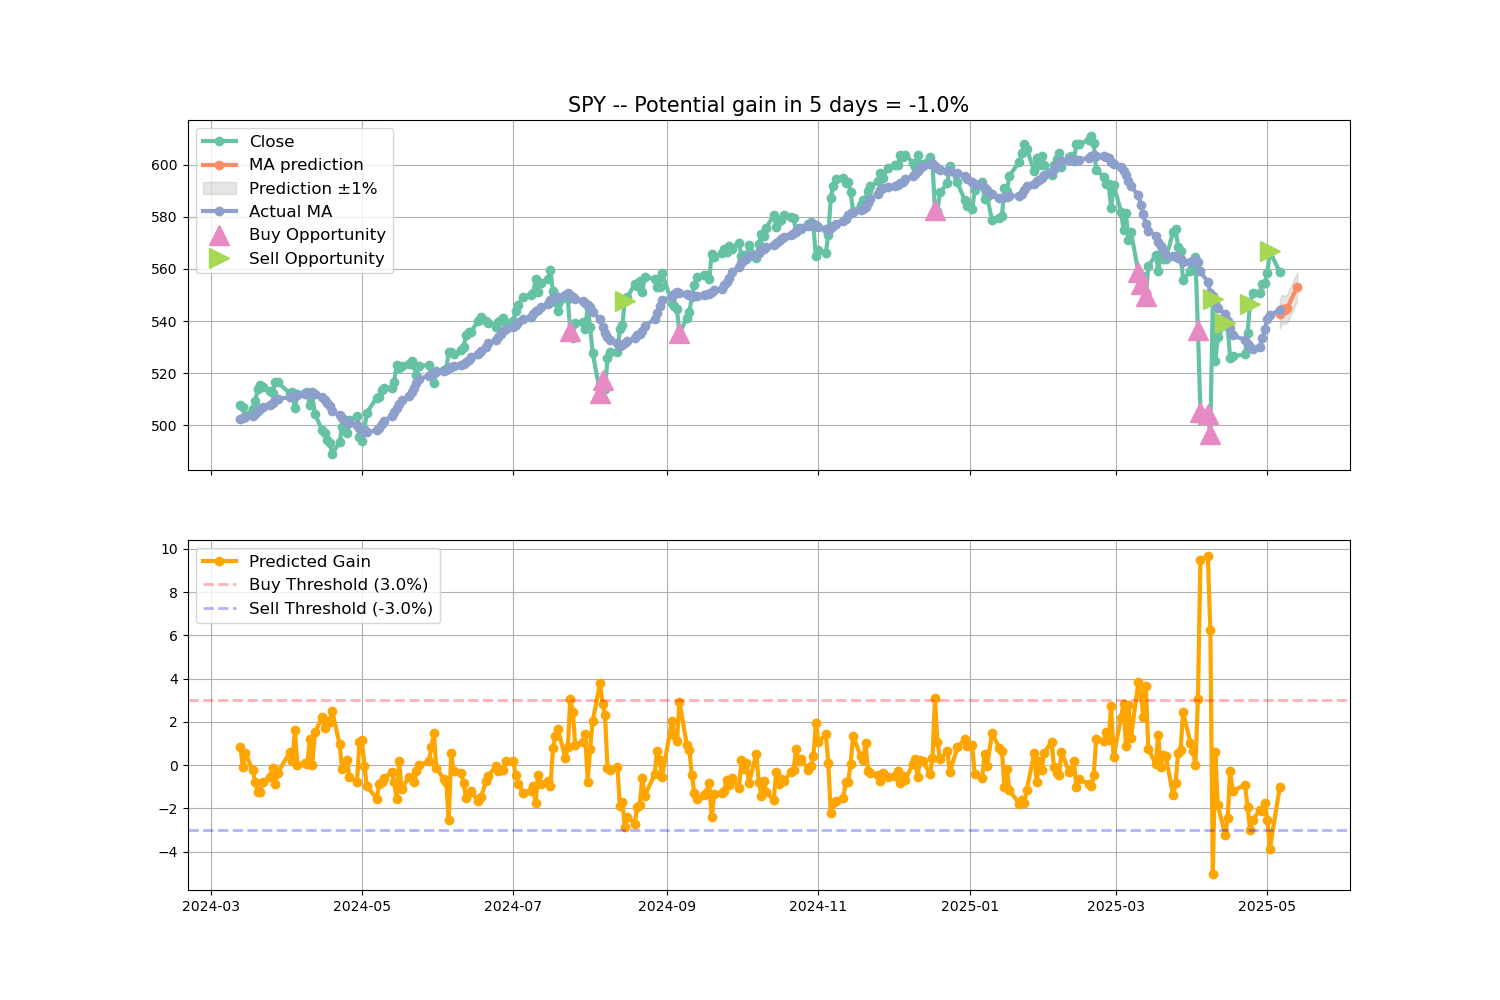 SPY -- Potential gain in 5 days = -1.0%
Close
MA prediction
Prediction ±1%
Actual MA
Buy Opportunity
Sell Opportunity
600
580
560
540
520
500
Predicted Gain
Buy Threshold (3.0%)
Sell Threshold (-3.0%)
10
8
6
4
2
0
−2
−4
2024-03 2024-05 2024-07 2024-09 2024-11 2025-01 2025-03 2025-05